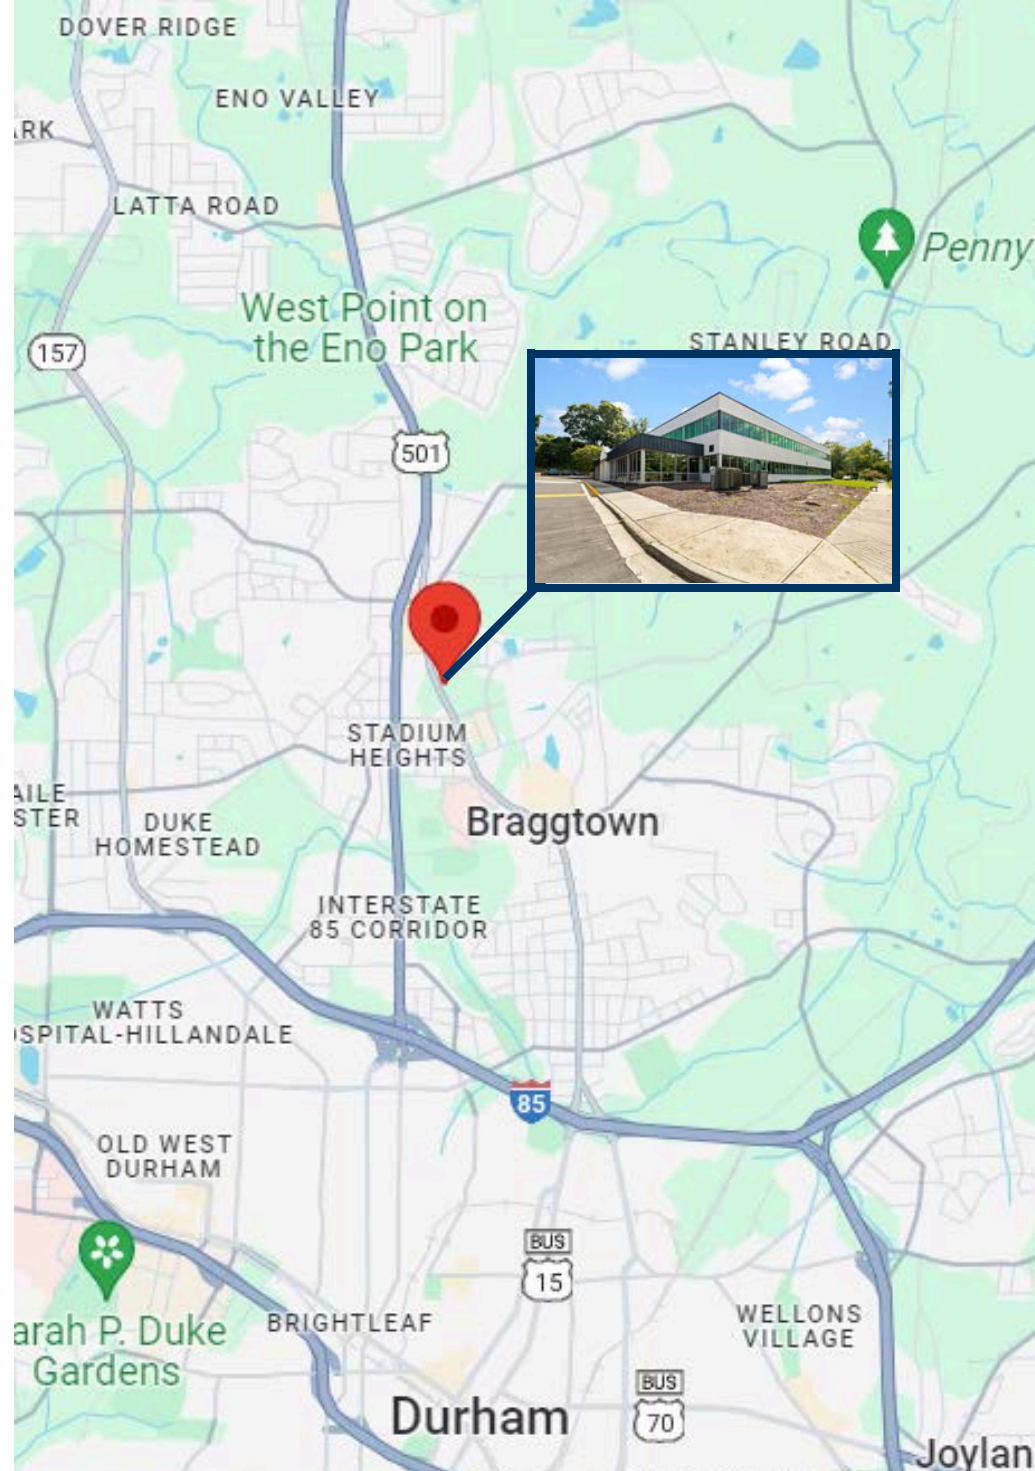 DOVER RIDGE
ENO VALLEY
ARK
LATTA ROAD
Penny
West Point on
the Eno Park
157
STANLEY ROAD
501
STADIUM
HEIGHTS
AILE
STER
DUKE
HOMESTEAD
Braggtown
INTERSTATE
85 CORRIDOR
WATTS
OSPITAL-HILLANDALE
85
OLD WEST
DURHAM
BUS
15
arah P. Duke
Gardens
BRIGHTLEAF
WELLONS
VILLAGE
BUS
70
Durham
Joylan